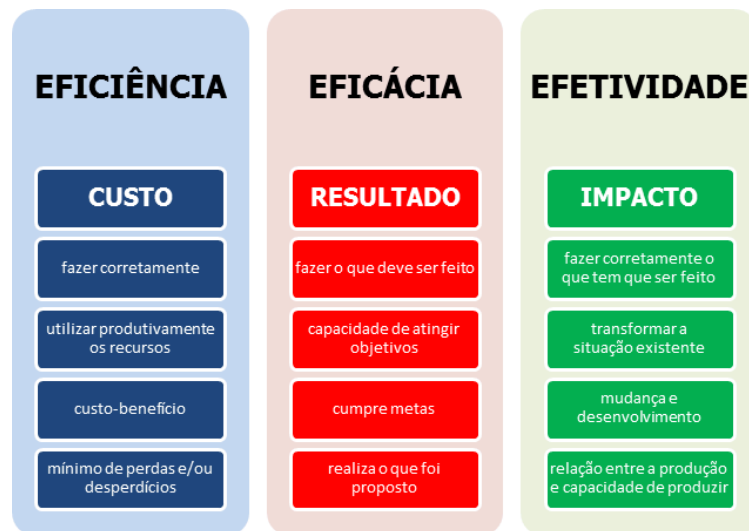 EFICIÊNCIA
CUSTO
fazer corretamente
utilizar produtivamente
os recursos
custo-benefício
mínimo de perdas e/ou
desperdícios
EFICÁCIA
RESULTADO
fazer o que deve ser feito
capacidade de atingir
objetivos
cumpre metas
realiza o que foi
proposto
EFETIVIDADE
IMPACTO
fazer corretamente o
que tem que ser feito
transformar a
situação existente
mudança e
desenvolvimento
relação entre a produção
e capacidade de produzir